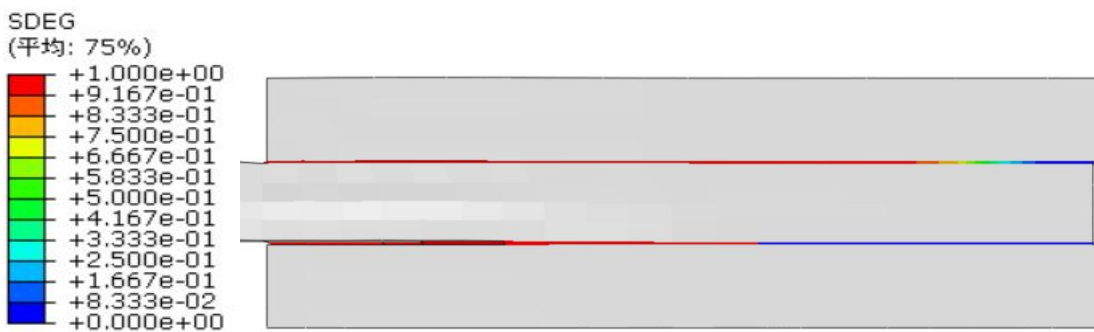 SDEG
(平均: 75%)
+1.000e+00
+9.167e-01
+8.333e-01
+7.500e-01
+6.667e-01
+5.833e-01
+5.000e-01
+4.167e-01
+3.333e-01
+2.500e-01
+1.667e-01
+8.333e-02
+0.000e+00